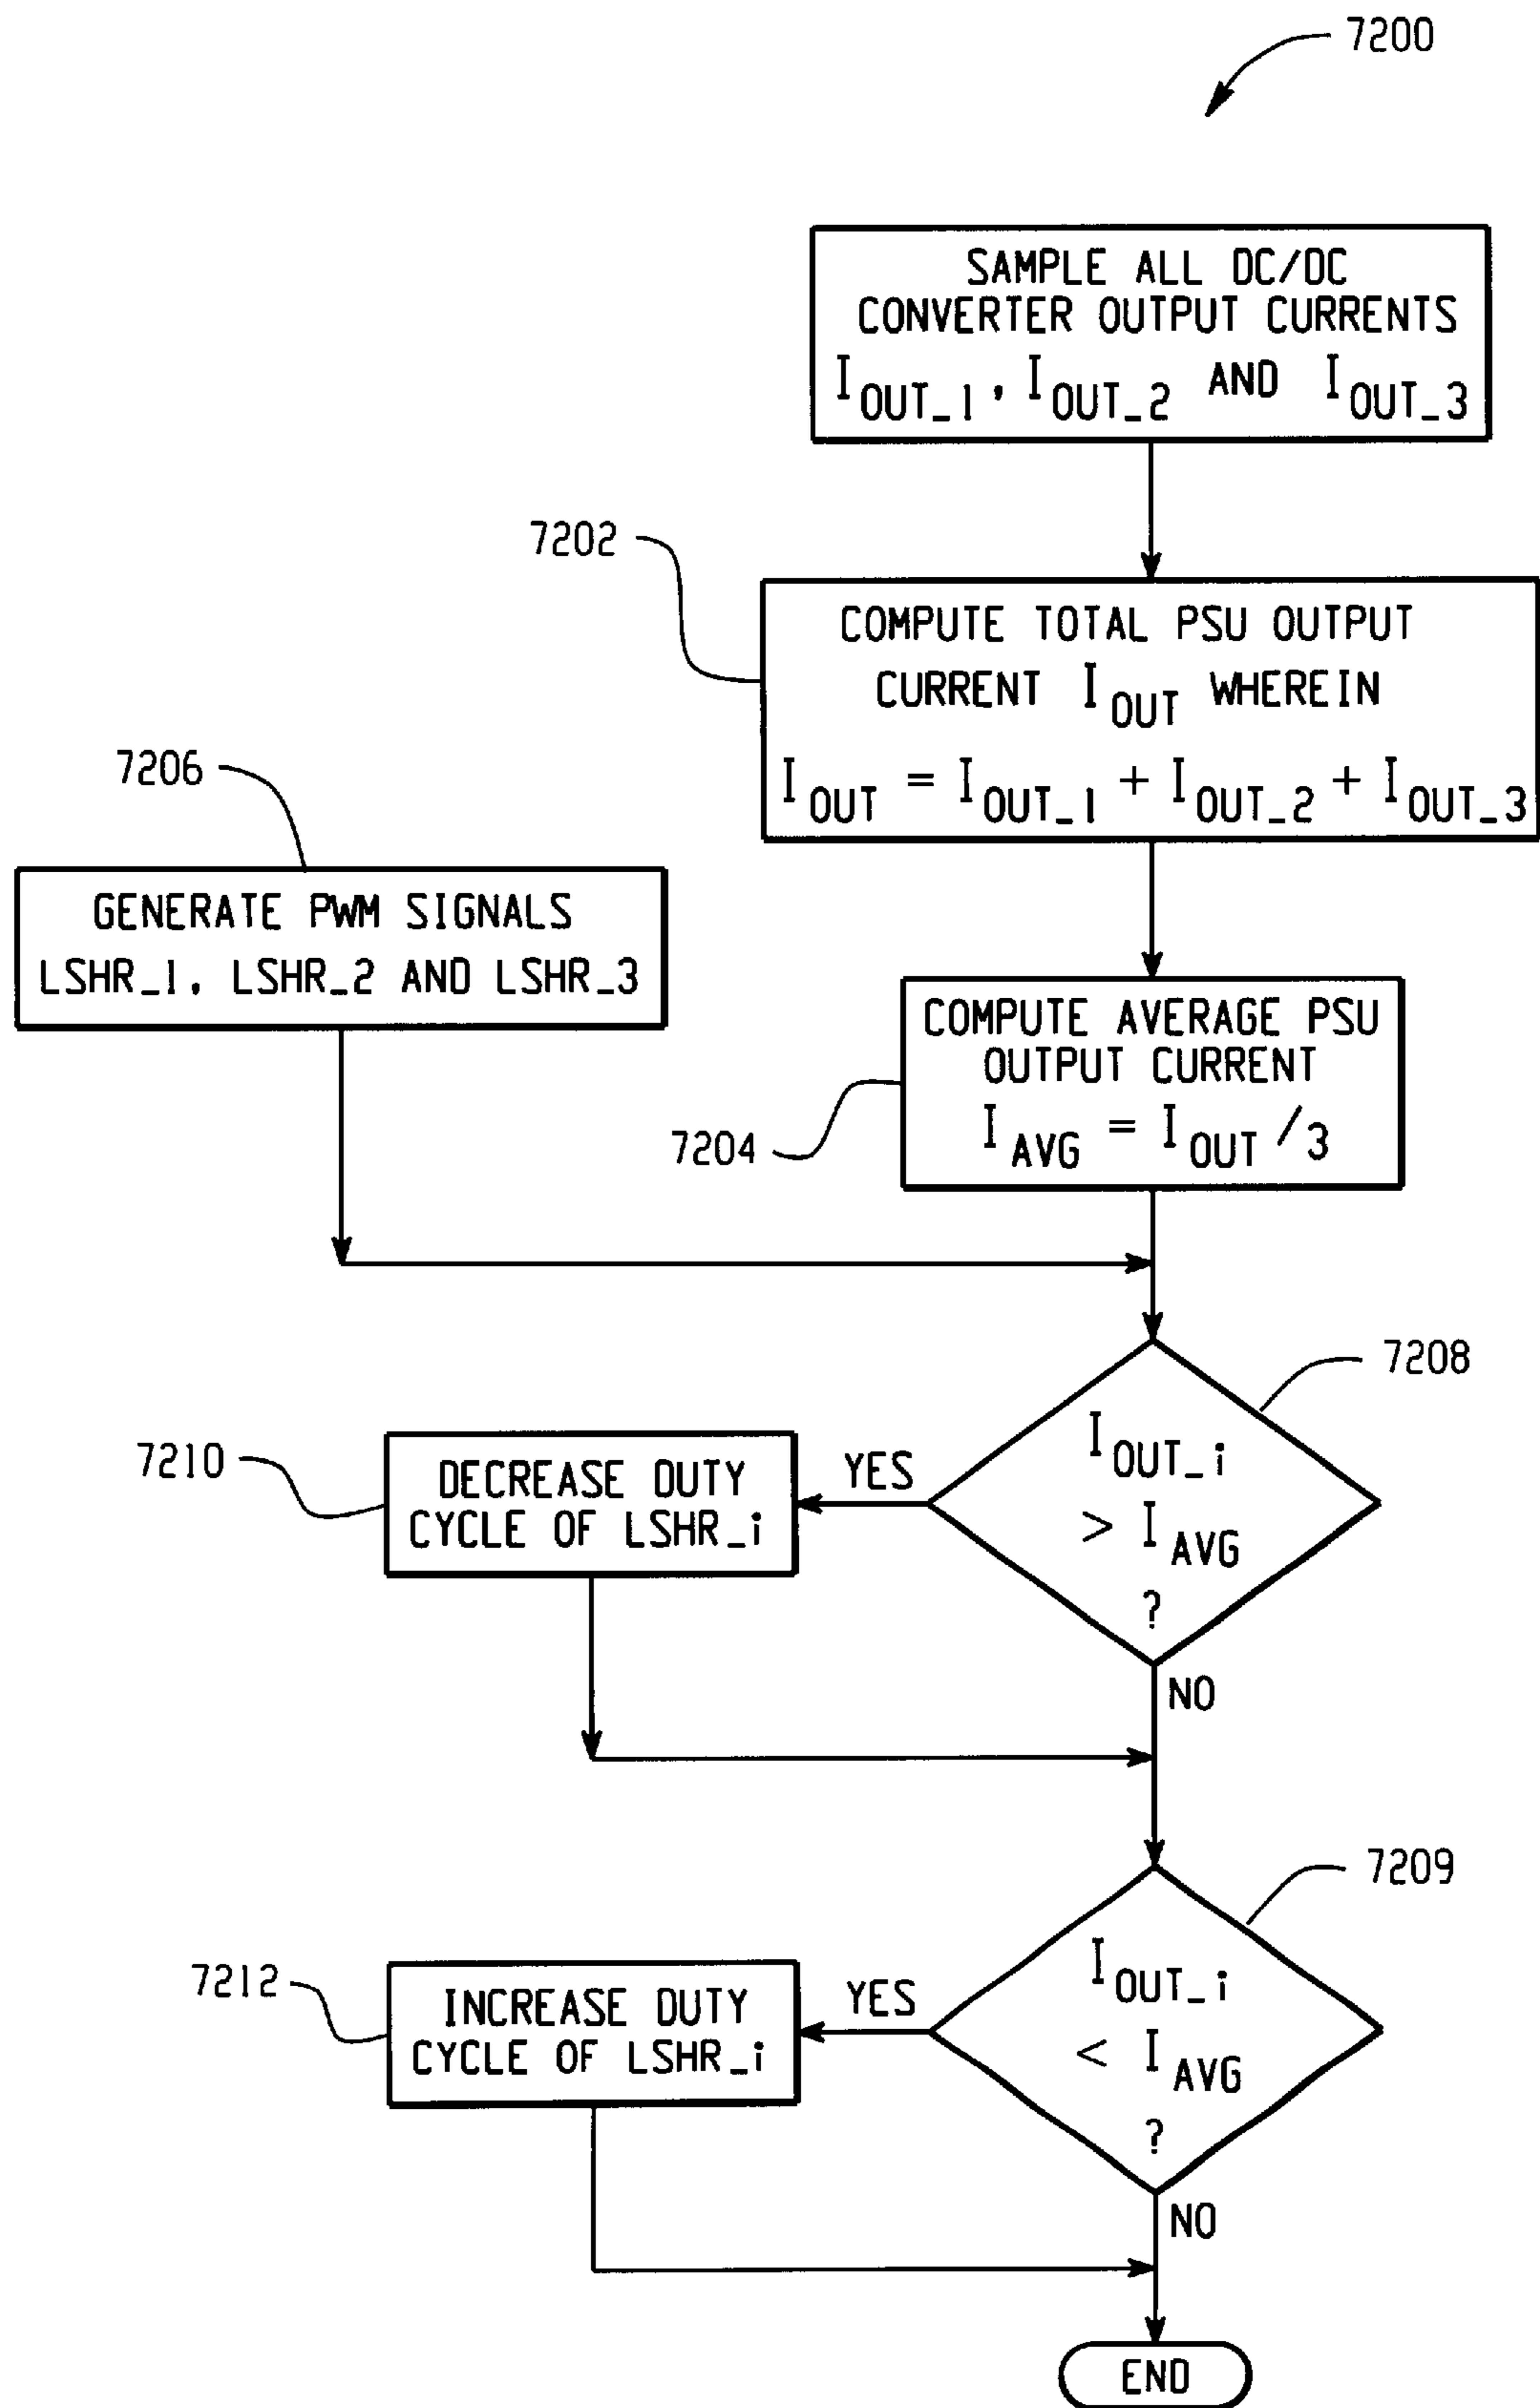 7200
SAMPLE ALL DC/DC
CONVERTER OUTPUT CURRENTS
I OUT_1, I OUT_2 AND I OUT_3
7202
COMPUTE TOTAL PSU OUTPUT
CURRENT I OUT WHEREIN
I OUT = I OUT_1 + I OUT_2 + I OUT_3
7206
GENERATE PWM SIGNALS
LSHR_1, LSHR_2 AND LSHR_3
COMPUTE AVERAGE PSU
OUTPUT CURRENT
I AVG = I OUT /3
7204
7208
I OUT_i
> I AVG
?
YES
NO
7210
DECREASE DUTY
CYCLE OF LSHR_i
7209
I OUT_i
< I AVG
?
YES
NO
7212
INCREASE DUTY
CYCLE OF LSHR_i
END